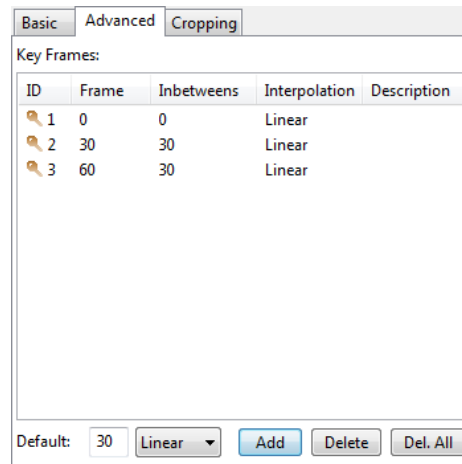 Basic Advanced Cropping
Key Frames:
ID Frame Inbetweens Interpolation Description
1 0 0 Linear
2 30 30 Linear
3 60 30 Linear
Default: 30 Linear Add Delete Del. All